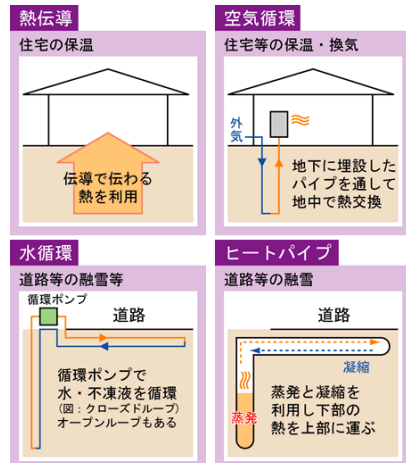 熱伝導
住宅の保温
伝導で伝わる
熱を利用
空気循環
住宅等の保温・換気
外
気
地下に埋設した
パイプを通して
地中で熱交換
水循環
道路等の融雪等
循環ポンプ
道路
循環ポンプで
水・不凍液を循環
(図：クローズドループ)
オープンループもある
ヒートパイプ
道路等の融雪
道路
凝縮
蒸発
蒸発と凝縮を
利用し下部の
熱を上部に運ぶ